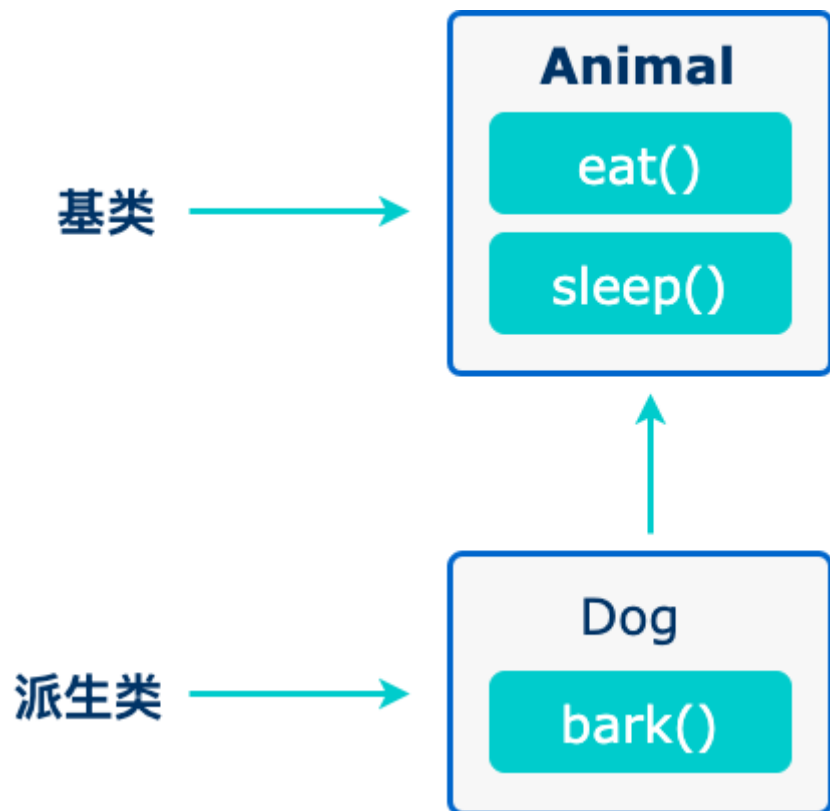 Animal
eat()
基类
sleep()
Dog
派生类
bark()